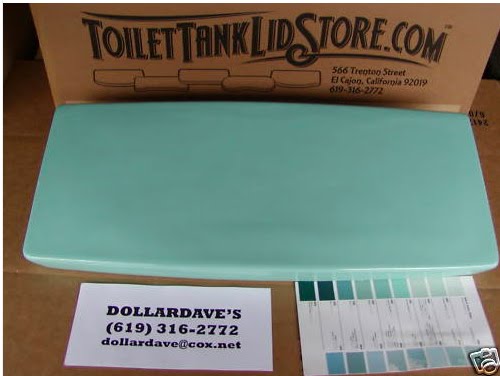 TOILETTANKLIDSTORE.COM
566 Trenton Street
El Cajon, California 92019
619-316-2772
DOLLARDAVE'S
(619) 316-2772
dollardave@cox.net